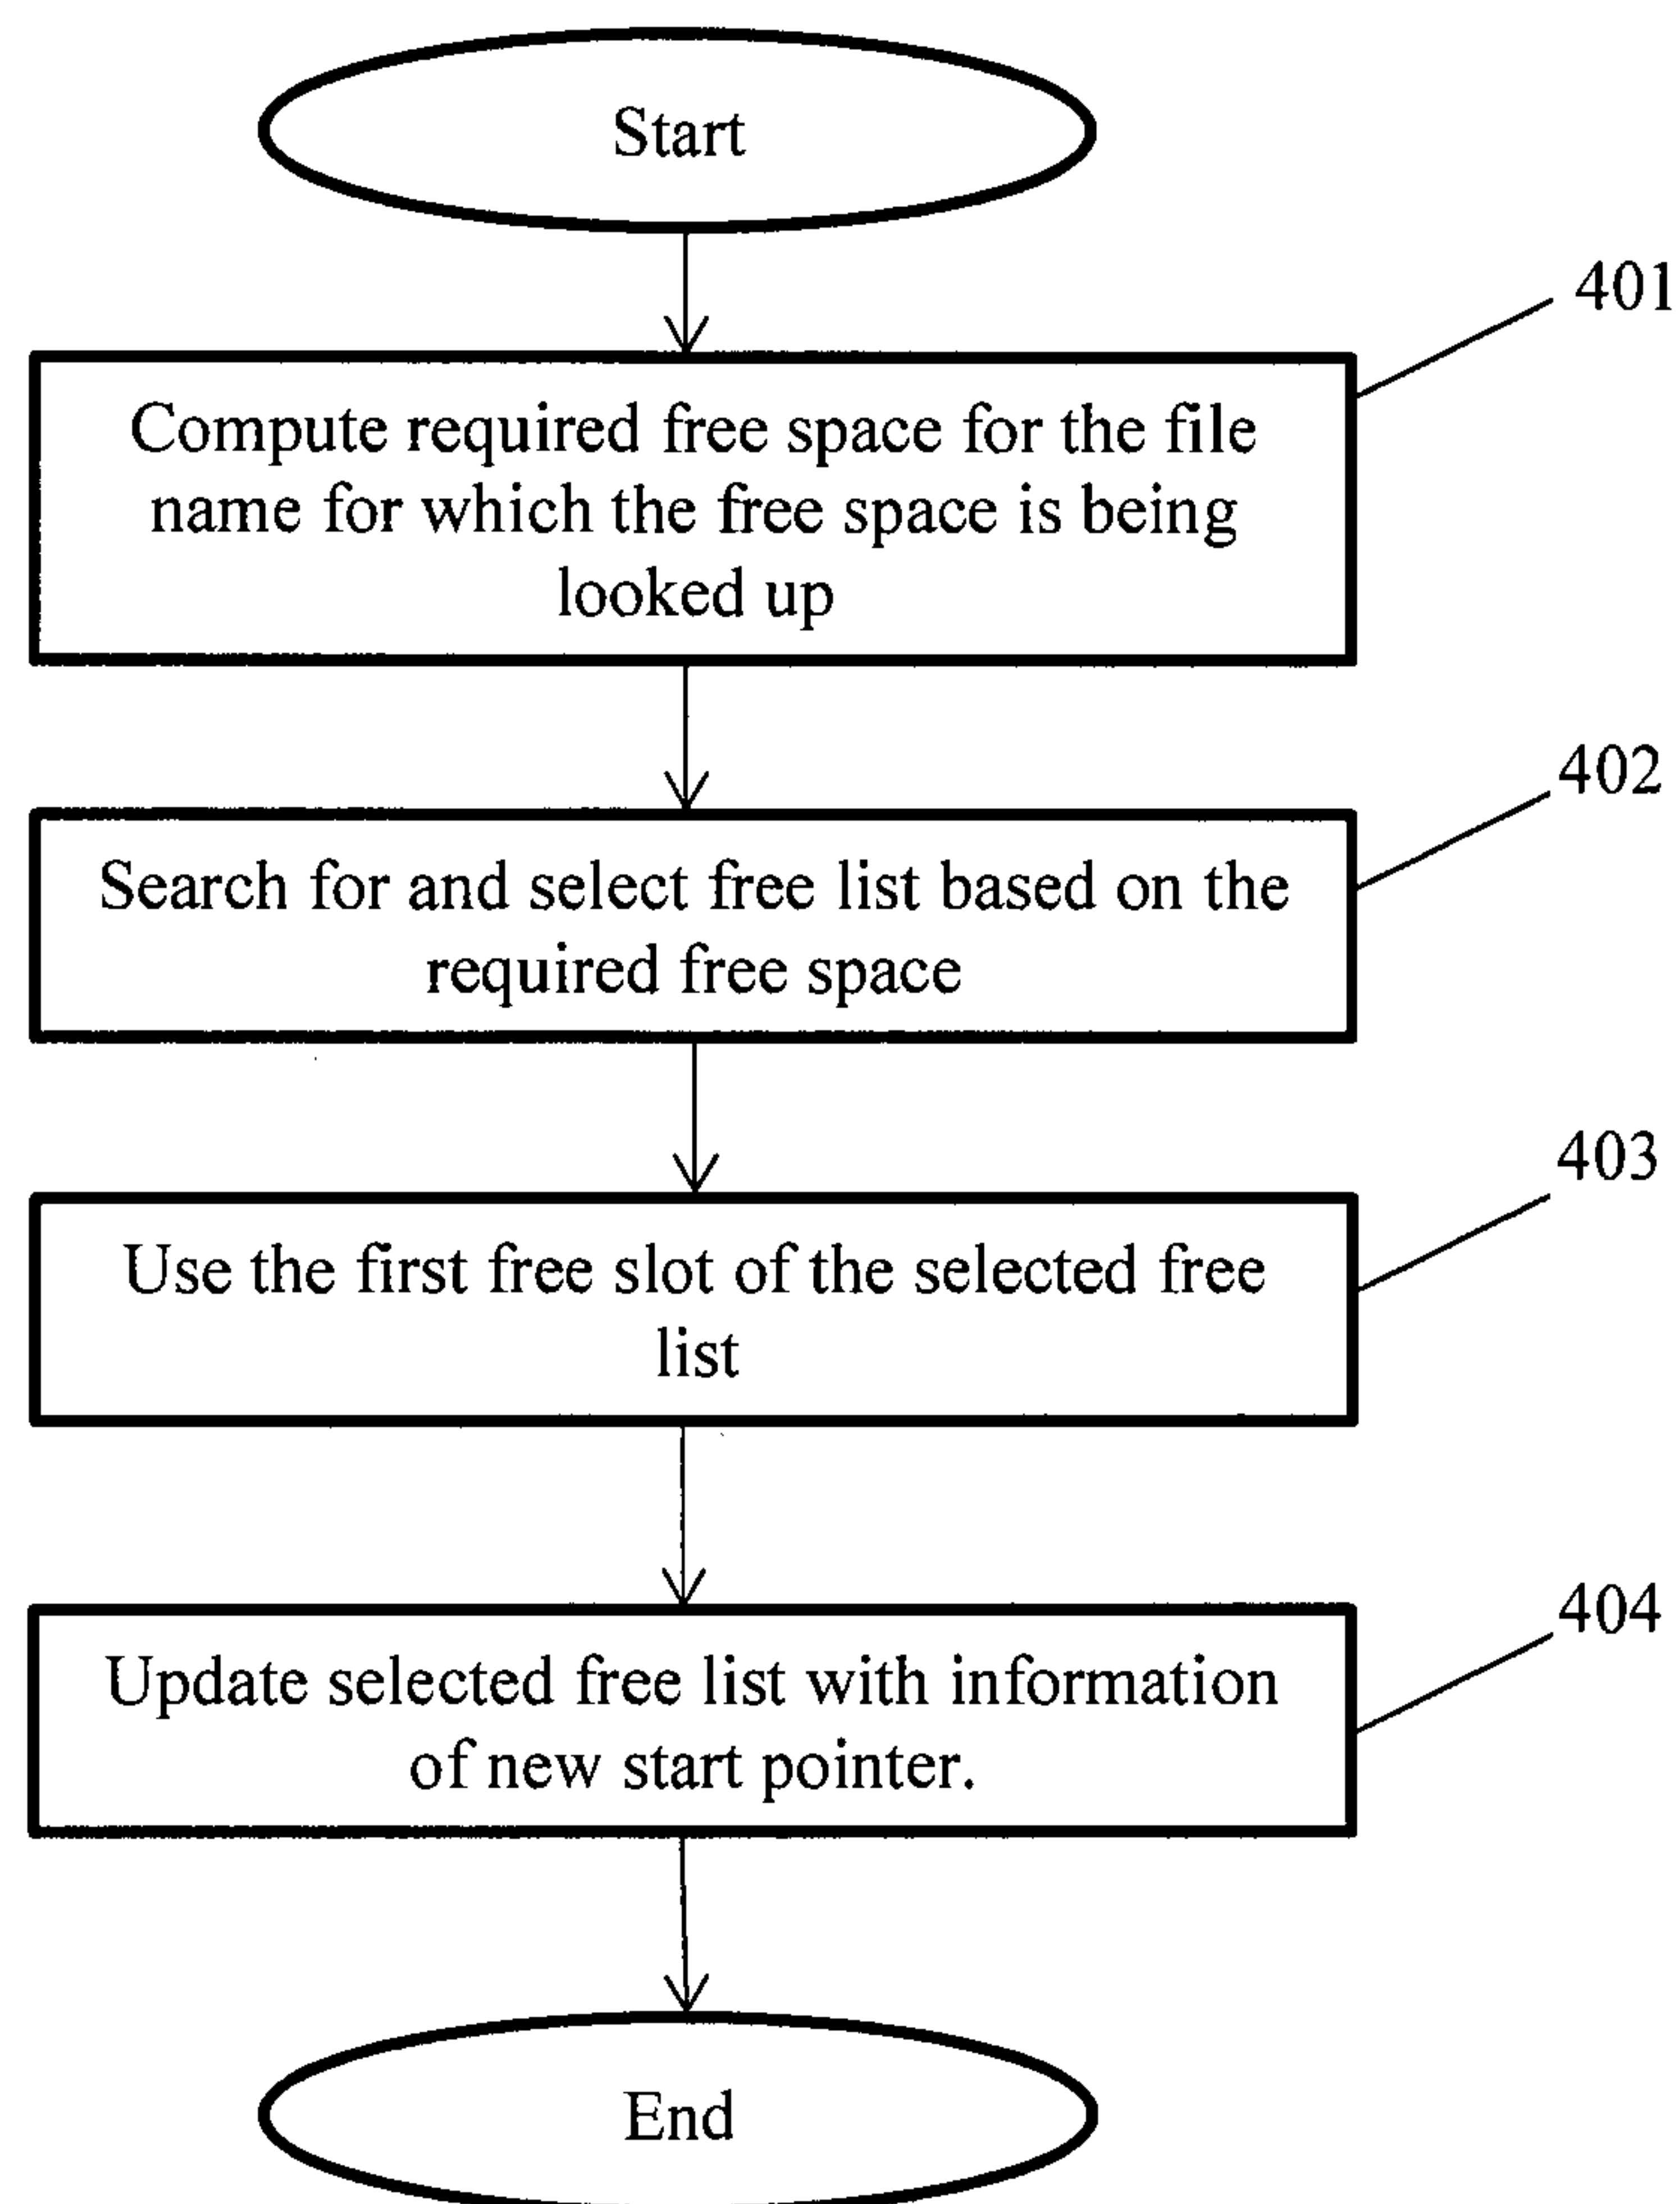 Start
401
Compute required free space for the file
name for which the free space is being
looked up
402
Search for and select free list based on the
required free space
403
Use the first free slot of the selected free
list
404
Update selected free list with information
of new start pointer.
End